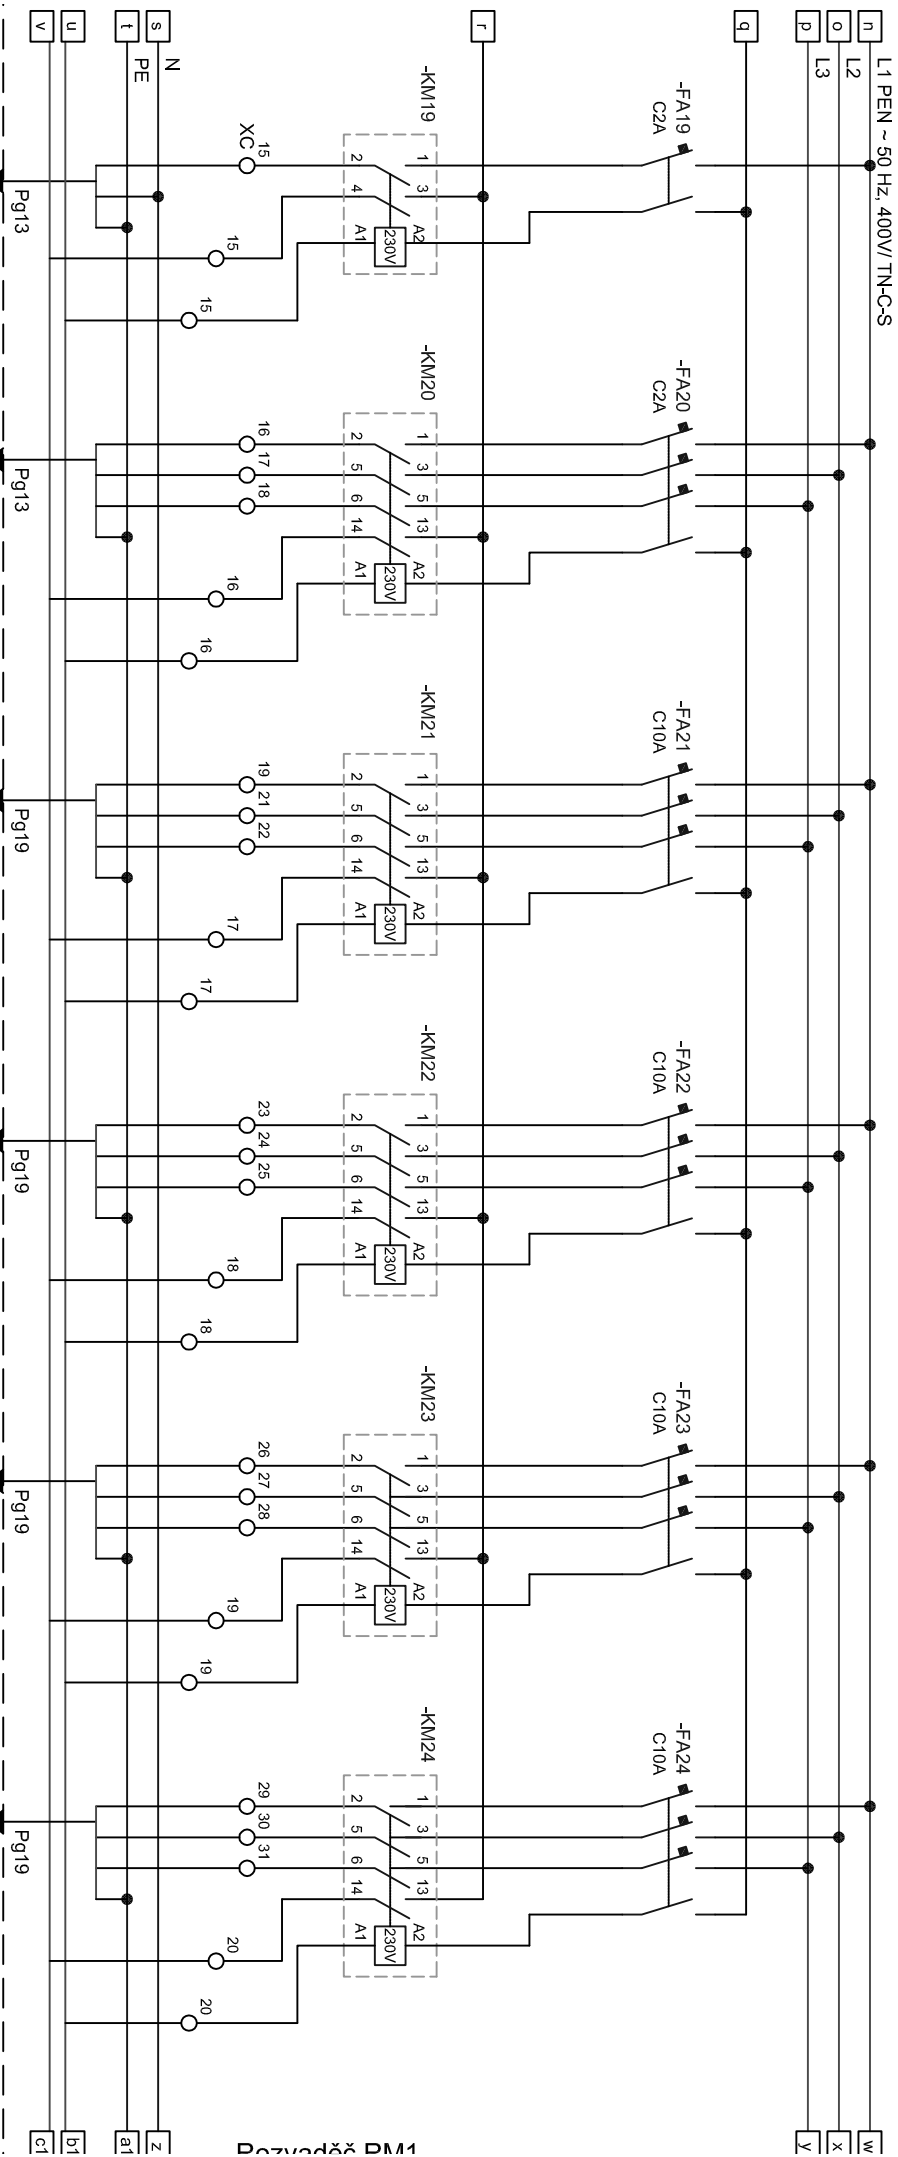 n
o
p
q
r
s
t
u
v
L1 PEN ~ 50 Hz, 400V/ TN-C-S
L2
L3
N
PE
-FA19
C2A
-KM19
1
3
A2
2
4
A1
230V
XC
15
15
15
Pg13
-FA20
C2A
-KM20
1
3
5
13
A2
2
5
6
14
A1
230V
16
17
18
16
16
Pg13
-FA21
C10A
-KM21
1
3
5
13
A2
2
5
6
14
A1
230V
19
21
22
17
17
Pg19
-FA22
C10A
-KM22
1
3
5
13
A2
2
5
6
14
A1
230V
23
24
25
18
18
Pg19
-FA23
C10A
-KM23
1
3
5
13
A2
2
5
6
14
A1
230V
26
27
28
19
19
Pg19
-FA24
C10A
-KM24
1
3
5
13
A2
2
5
6
14
A1
230V
29
30
31
20
20
Pg19
w
x
y
z
a1
b1
c1
Rozvaděč RM1